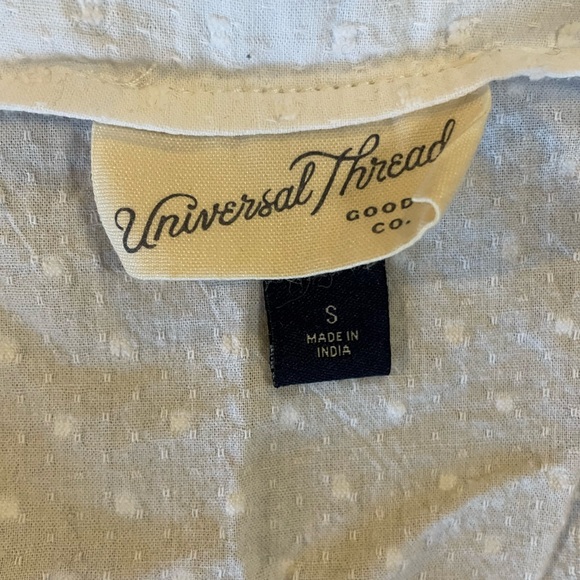 Universal Thread
GOOD
CO.
S
MADE IN
INDIA